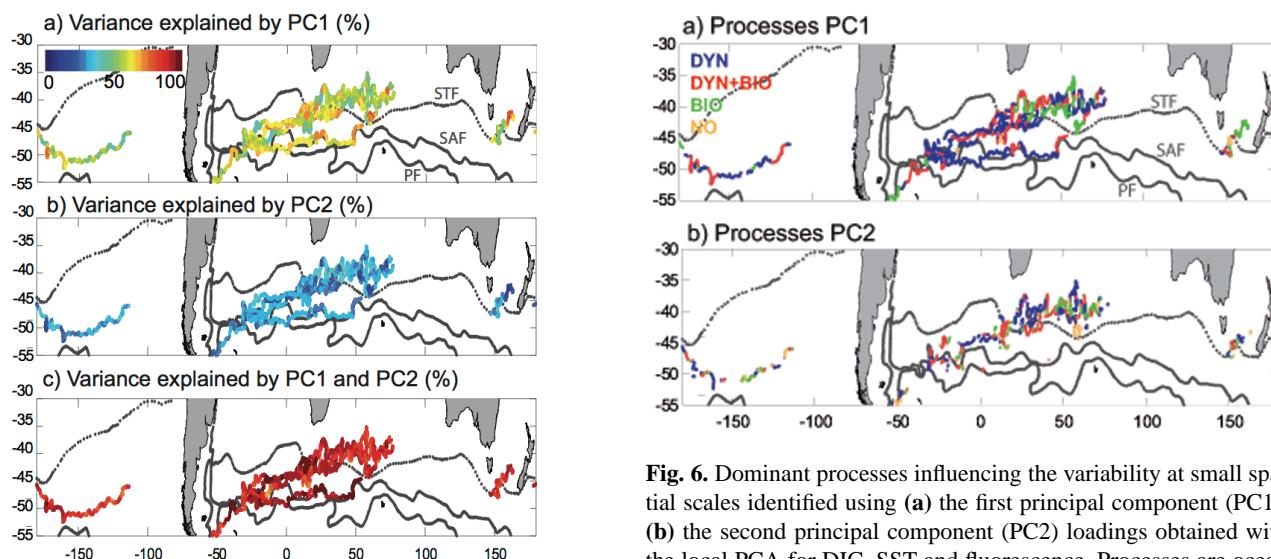 a) Variance explained by PC1 (%)
-30
-35
-40
-45
-50
-55
0 50 100
STF
SAF
PF
b) Variance explained by PC2 (%)
-30
-35
-40
-45
-50
-55
c) Variance explained by PC1 and PC2 (%)
-30
-35
-40
-45
-50
-55
-150 -100 -50 0 50 100 150
a) Processes PC1
-30
-35
-40
-45
-50
-55
DYN
DYN+BIO
BIO
NO
STF
SAF
PF
b) Processes PC2
-30
-35
-40
-45
-50
-55
-150 -100 -50 0 50 100 150
Fig. 6. Dominant processes influencing the variability at small spa-
tial scales identified using (a) the first principal component (PC1
(b) the second principal component (PC2) loadings obtained wi